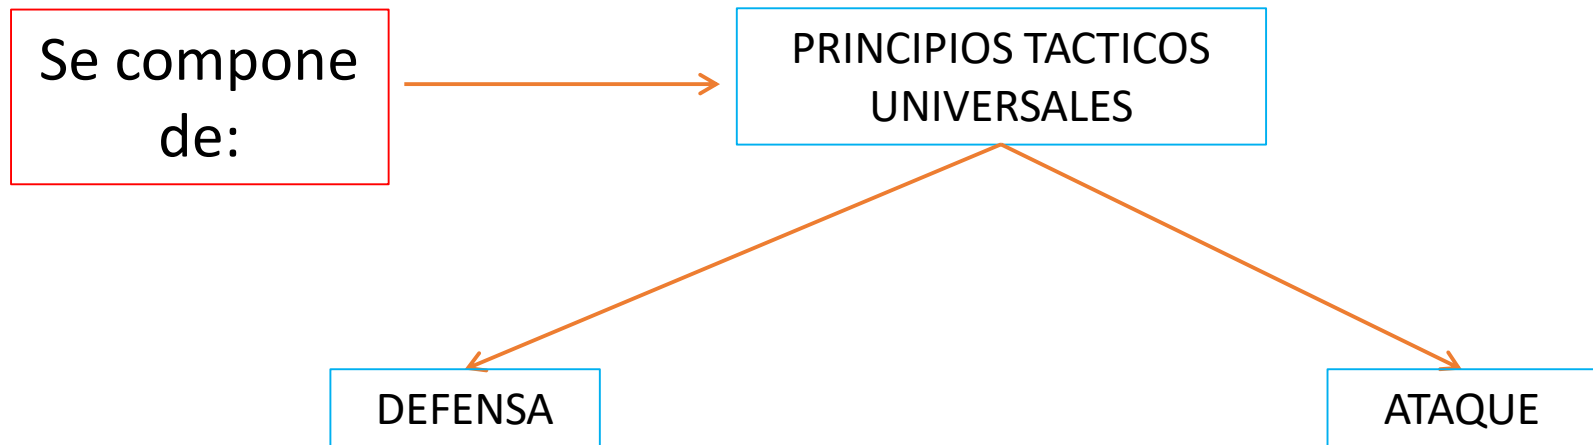 Se compone
de:
PRINCIPIOS TACTICOS
UNIVERSALES
DEFENSA
ATAQUE